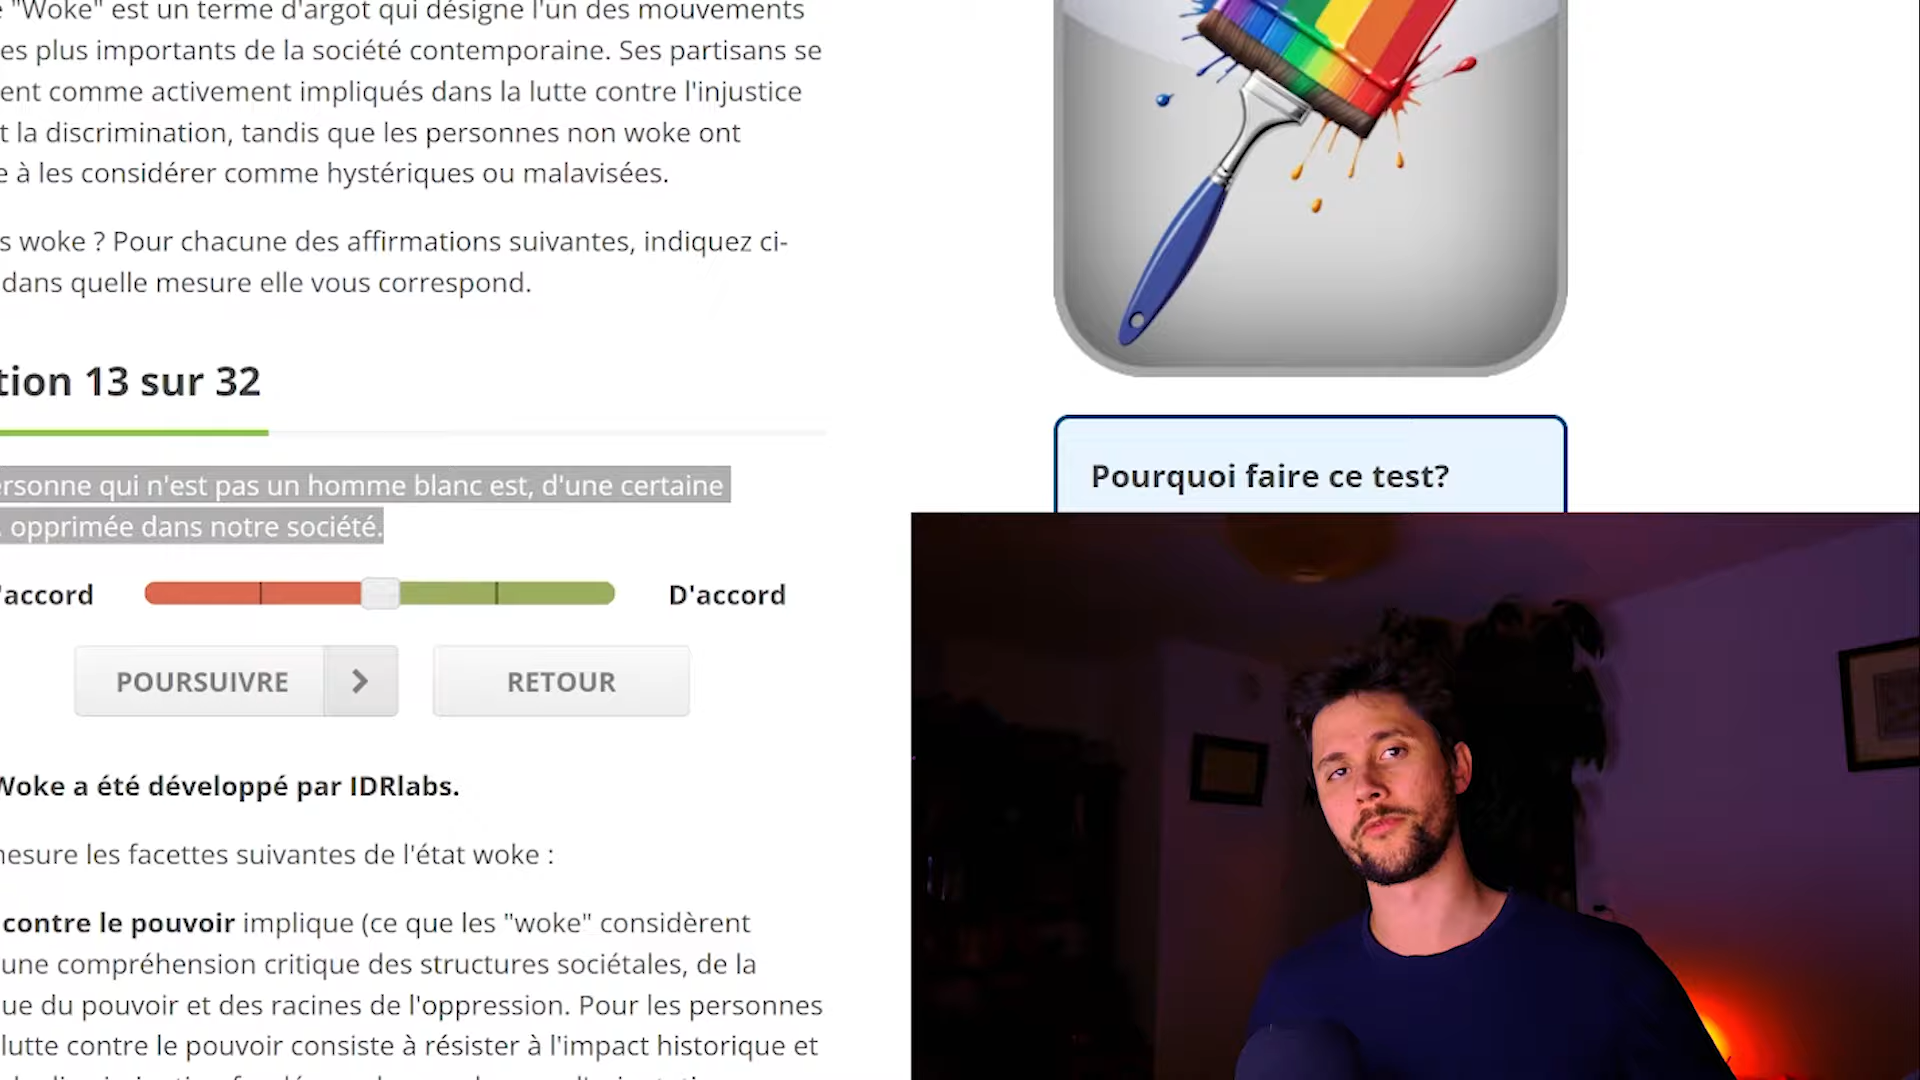 "Woke" est un terme d'argot qui désigne l'un des mouvements
es plus importants de la société contemporaine. Ses partisans se
ent comme activement impliqués dans la lutte contre l'injustice
t la discrimination, tandis que les personnes non woke ont
e à les considérer comme hystériques ou malavisées.
s woke ? Pour chacune des affirmations suivantes, indiquez ci-
dans quelle mesure elle vous correspond.
tion 13 sur 32
ersonne qui n'est pas un homme blanc est, d'une certaine
, opprimée dans notre société.
'accord
D'accord
POURSUIVRE
RETOUR
Woke a été développé par IDRlabs.
mesure les facettes suivantes de l'état woke :
contre le pouvoir implique (ce que les "woke" considèrent
une compréhension critique des structures sociétales, de la
ue du pouvoir et des racines de l'oppression. Pour les personnes
lutte contre le pouvoir consiste à résister à l'impact historique et
Pourquoi faire ce test?